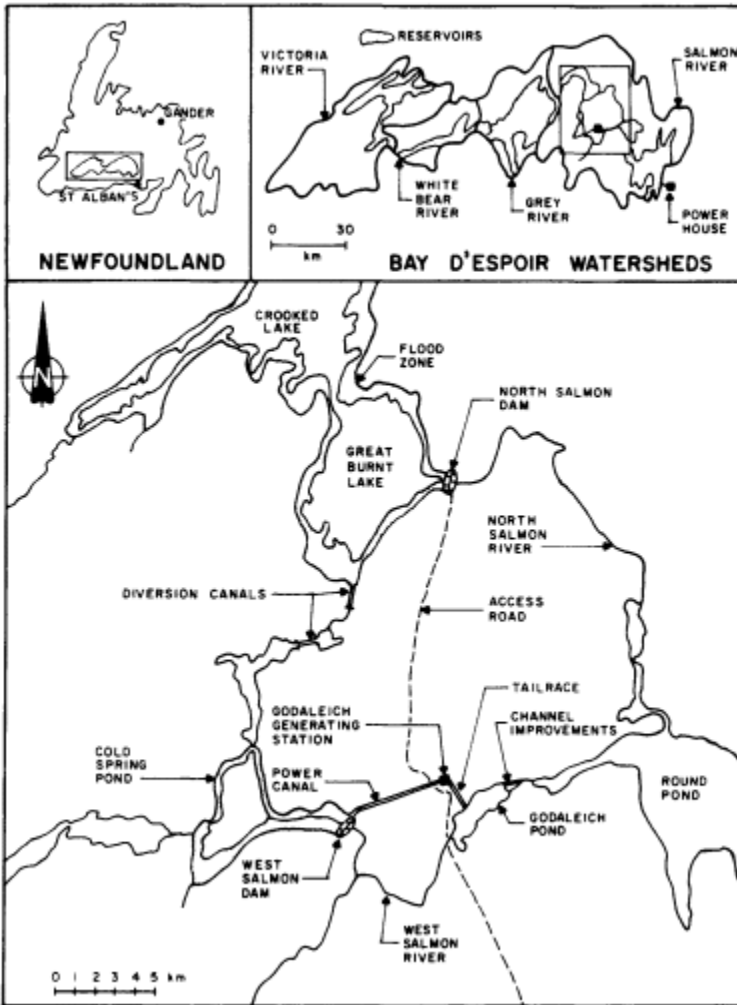 GANDER
ST ALBAN'S
NEWFOUNDLAND
RESERVOIRS
VICTORIA
RIVER
SALMON
RIVER
WHITE
BEAR
RIVER
GREY
RIVER
POWER
HOUSE
0 30
km
BAY D'ESPOIR WATERSHEDS
N
CROOKED
LAKE
FLOOD
ZONE
NORTH SALMON
DAM
GREAT
BURNT
LAKE
NORTH
SALMON
RIVER
DIVERSION CANALS
ACCESS
ROAD
TAILRACE
GODALEICH
GENERATING
STATION
CHANNEL
IMPROVEMENTS
COLD
SPRING
POND
POWER
CANAL
ROUND
POND
GODALEICH
POND
WEST
SALMON
DAM
WEST
SALMON
RIVER
0 1 2 3 4 5 km